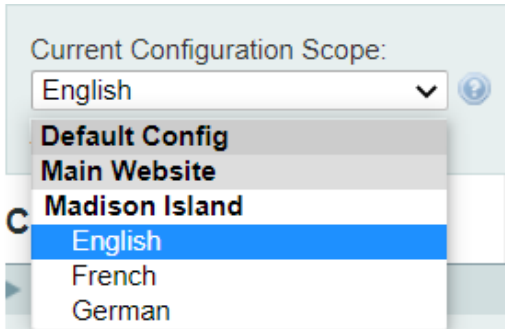 Current Configuration Scope:
English
Default Config
Main Website
Madison Island
English
French
German
C